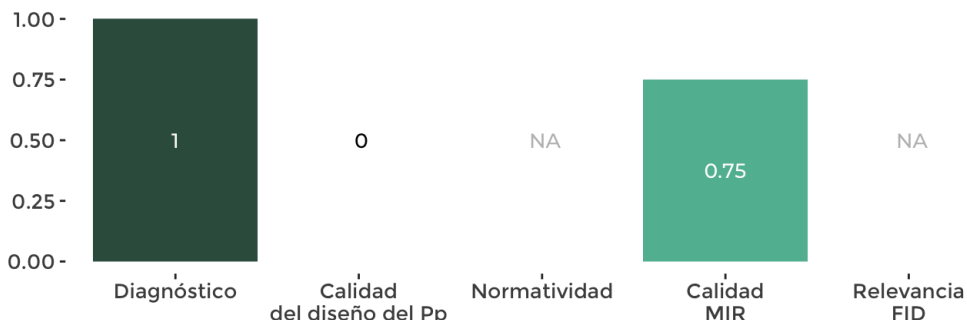 1.00
0.75
0.50
0.25
0.00
1
0
NA
0.75
NA
Diagnóstico
Calidad
del diseño del Pp
Normatividad
Calidad
MIR
Relevancia
FID